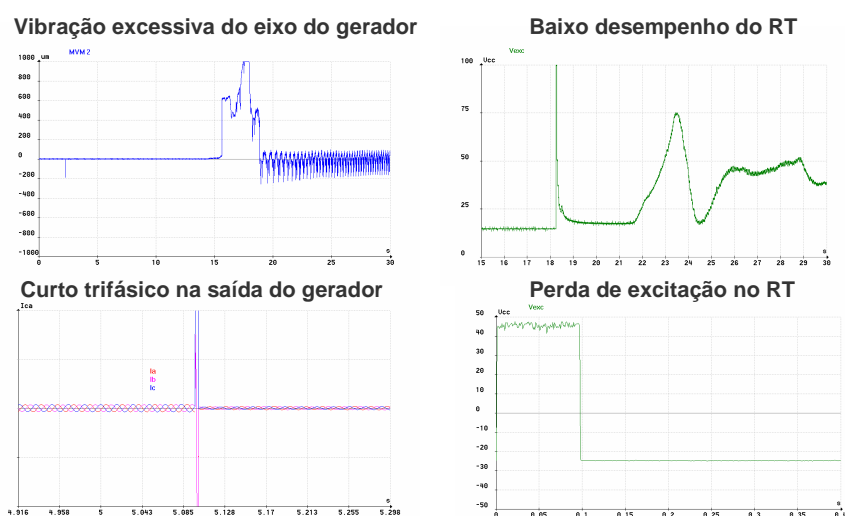 Vibração excessiva do eixo do gerador
MVM 2
1000 um
800
600
400
200
0
-200
-400
-600
-800
-1000
s
0 5 10 15 20 25 30
Baixo desempenho do RT
Vexc
100 Vcc
75
50
25
0
s
15 16 17 18 19 20 21 22 23 24 25 26 27 28 29 30
Curto trifásico na saída do gerador
Ica
Ia
Ib
Ic
s
4.916 4.958 5 5.043 5.085 5.128 5.17 5.213 5.255 5.298
Perda de excitação no RT
Vexc
50 Vcc
40
30
20
10
0
-10
-20
-30
-40
-50
s
0 0.05 0.1 0.15 0.2 0.25 0.3 0.35